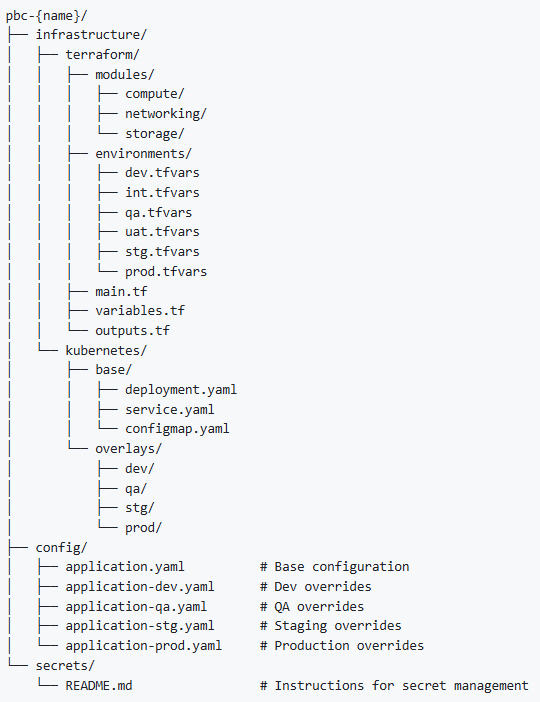 pbc-{name}/
├── infrastructure/
│   ├── terraform/
│   │   ├── modules/
│   │   │   ├── compute/
│   │   │   ├── networking/
│   │   │   └── storage/
│   │   ├── environments/
│   │   │   ├── dev.tfvars
│   │   │   ├── int.tfvars
│   │   │   ├── qa.tfvars
│   │   │   ├── uat.tfvars
│   │   │   ├── stg.tfvars
│   │   │   └── prod.tfvars
│   │   ├── main.tf
│   │   ├── variables.tf
│   │   └── outputs.tf
│   └── kubernetes/
│       ├── base/
│       │   ├── deployment.yaml
│       │   ├── service.yaml
│       │   └── configmap.yaml
│       └── overlays/
│           ├── dev/
│           ├── qa/
│           ├── stg/
│           └── prod/
├── config/
│   ├── application.yaml          # Base configuration
│   ├── application-dev.yaml      # Dev overrides
│   ├── application-qa.yaml       # QA overrides
│   ├── application-stg.yaml      # Staging overrides
│   └── application-prod.yaml     # Production overrides
└── secrets/
    └── README.md                 # Instructions for secret management